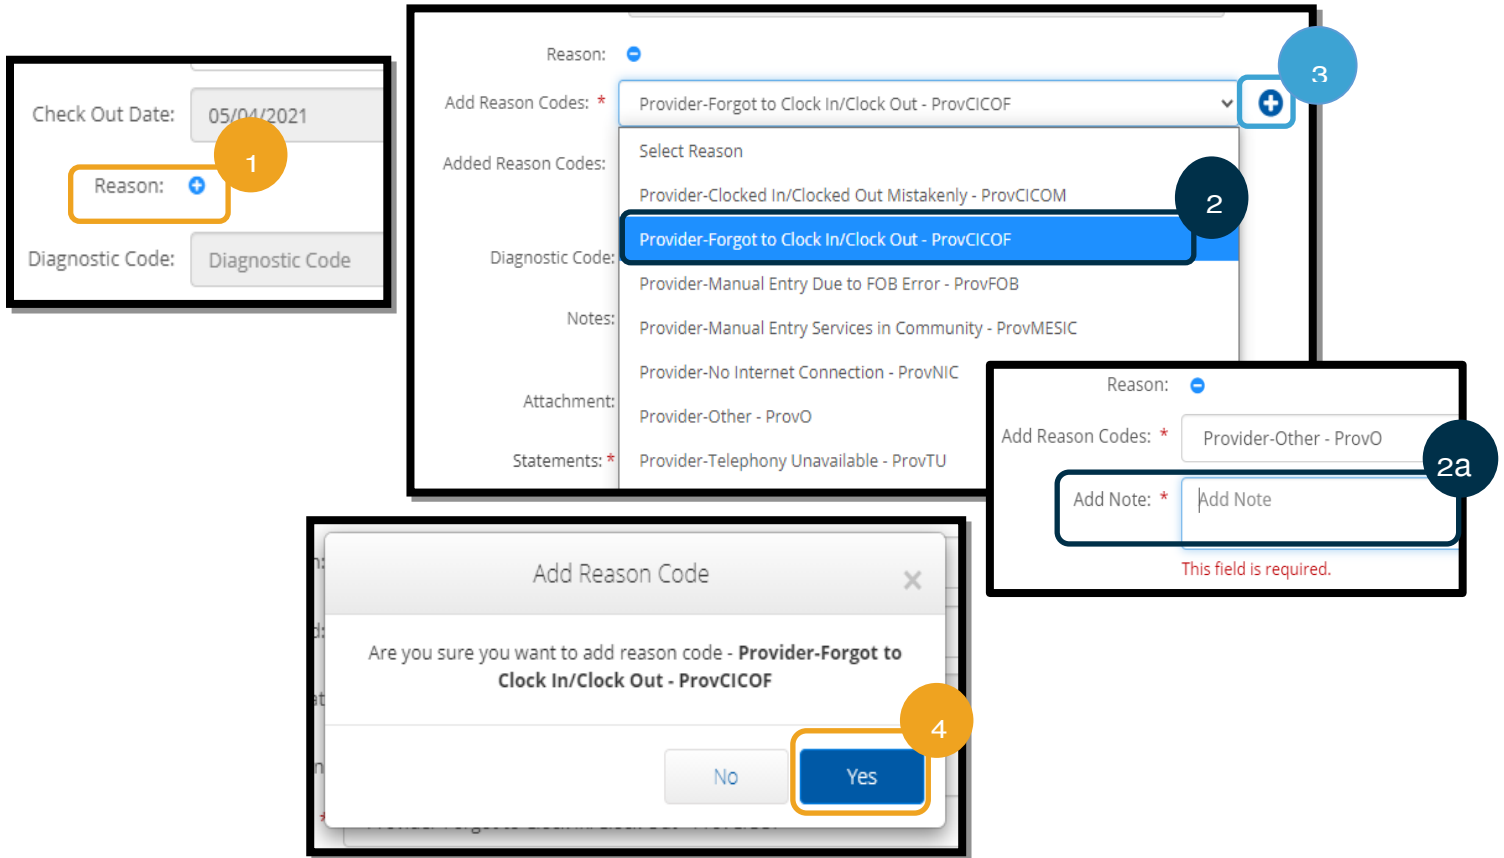 Check Out Date:
05/04/2021
1
Reason:
Diagnostic Code:
Diagnostic Code
Reason:
3
Add Reason Codes: *
Provider-Forgot to Clock In/Clock Out - ProvCICOF
Select Reason
Added Reason Codes:
Provider-Clocked In/Clocked Out Mistakenly - ProvCICOM
2
Provider-Forgot to Clock In/Clock Out - ProvCICOF
Diagnostic Code:
Provider-Manual Entry Due to FOB Error - ProvFOB
Notes:
Provider-Manual Entry Services in Community - ProvMESIC
Provider-No Internet Connection - ProvNIC
Attachment:
Provider-Other - ProvO
Statements: *
Provider-Telephony Unavailable - ProvTU
Reason:
Add Reason Codes: *
Provider-Other - ProvO
2a
Add Note: *
Add Note
This field is required.
Add Reason Code
Are you sure you want to add reason code - Provider-Forgot to
Clock In/Clock Out - ProvCICOF
4
No
Yes